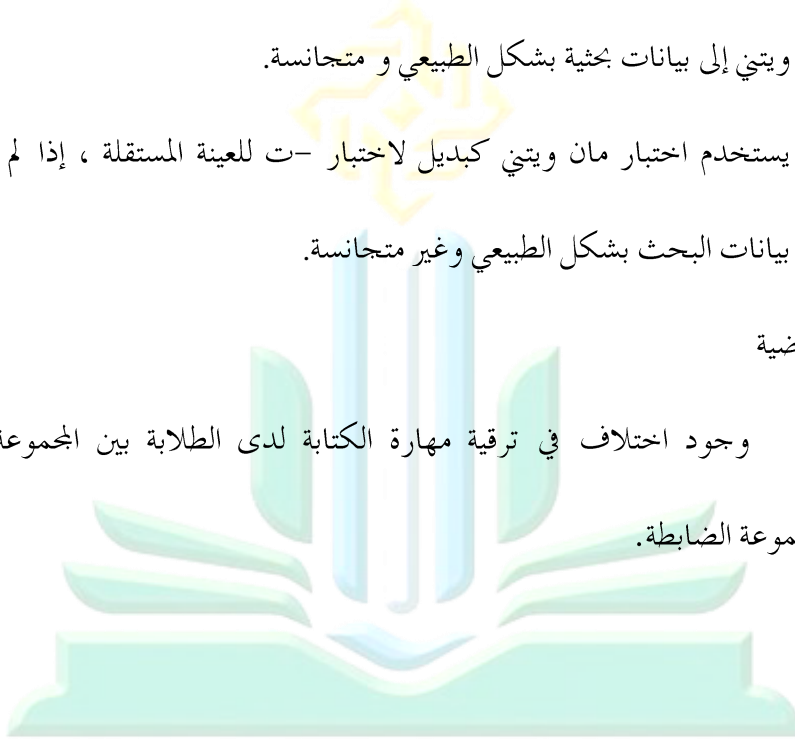 ويتني إلى بيانات بحثية بشكل الطبيعي و متجانسة.
يستخدم اختبار مان ويتني كبديل لاختبار –ت للعينة المستقلة ، إذا لم
بيانات البحث بشكل الطبيعي وغير متجانسة.
ضية
وجود اختلاف في ترقية مهارة الكتابة لدى الطلابة بين المجموعة
موعة الضابطة.